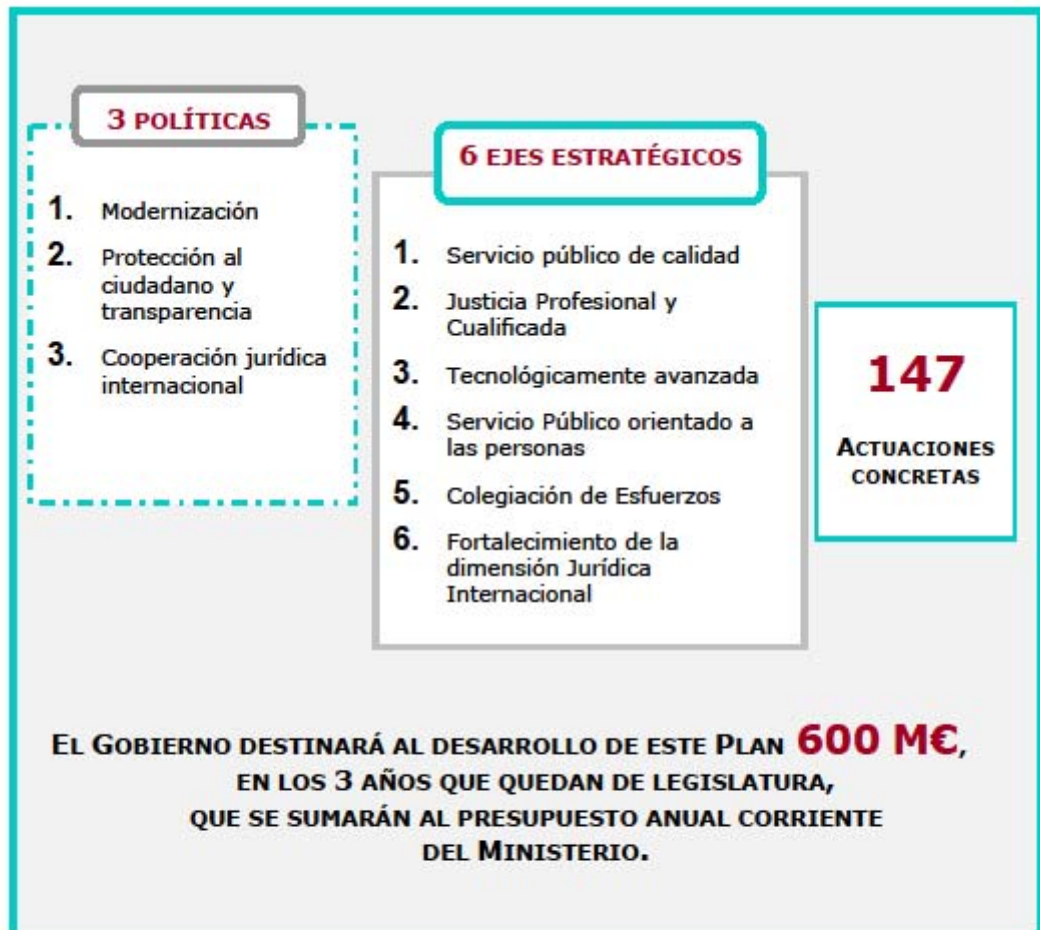 3 POLÍTICAS
1. Modernización
2. Protección al
ciudadano y
transparencia
3. Cooperación jurídica
internacional
6 EJES ESTRATÉGICOS
1. Servicio público de calidad
2. Justicia Profesional y
Cualificada
3. Tecnológicamente avanzada
4. Servicio Público orientado a
las personas
5. Colegiación de Esfuerzos
6. Fortalecimiento de la
dimensión Jurídica
Internacional
147
ACTUACIONES
CONCRETAS
EL GOBIERNO DESTINARÁ AL DESARROLLO DE ESTE PLAN 600 M€,
EN LOS 3 AÑOS QUE QUEDAN DE LEGISLATURA,
QUE SE SUMARÁN AL PRESUPUESTO ANUAL CORRIENTE
DEL MINISTERIO.